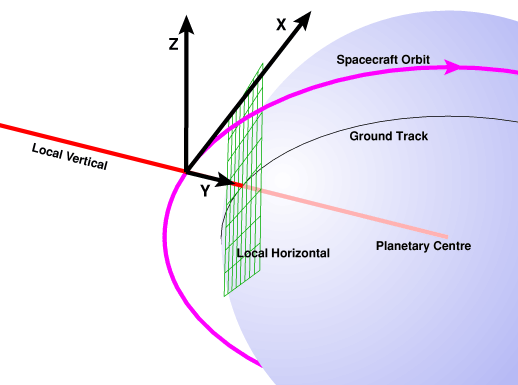 X
Z
Spacecraft Orbit
Ground Track
Local Vertical
Y
Planetary Centre
Local Horizontal